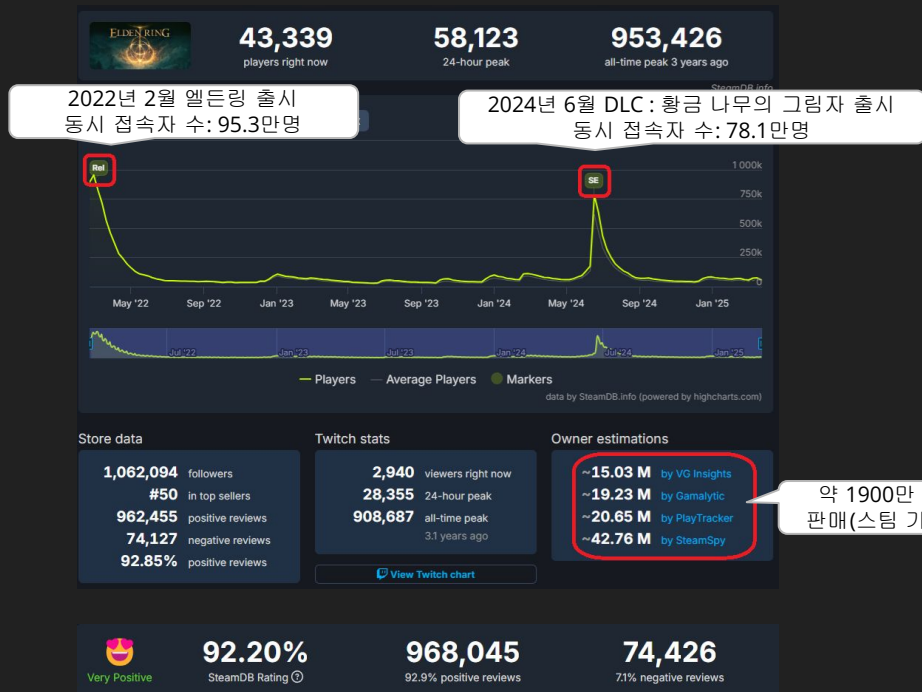 ELDEN RING
43,339
players right now
58,123
24-hour peak
953,426
all-time peak 3 years ago
SteamDB.info
2022년 2월 엘든링 출시
동시 접속자 수: 95.3만명
2024년 6월 DLC : 황금 나무의 그림자 출시
동시 접속자 수: 78.1만명
Rel
SE
1 000k
750k
500k
250k
0
May '22
Sep '22
Jan '23
May '23
Sep '23
Jan '24
May '24
Sep '24
Jan '25
Jul '22
Jan '23
Jul '23
Jan '24
Jul '24
Jan '25
Players
Average Players
Markers
data by SteamDB.info (powered by highcharts.com)
Store data
1,062,094 followers
#50 in top sellers
962,455 positive reviews
74,127 negative reviews
92.85% positive reviews
Twitch stats
2,940 viewers right now
28,355 24-hour peak
908,687 all-time peak
3.1 years ago
View Twitch chart
Owner estimations
~15.03 M by VG Insights
~19.23 M by Gamalytic
~20.65 M by PlayTracker
~42.76 M by SteamSpy
약 1900만
판매(스팀 기
Very Positive
92.20%
SteamDB Rating ?
968,045
92.9% positive reviews
74,426
7.1% negative reviews